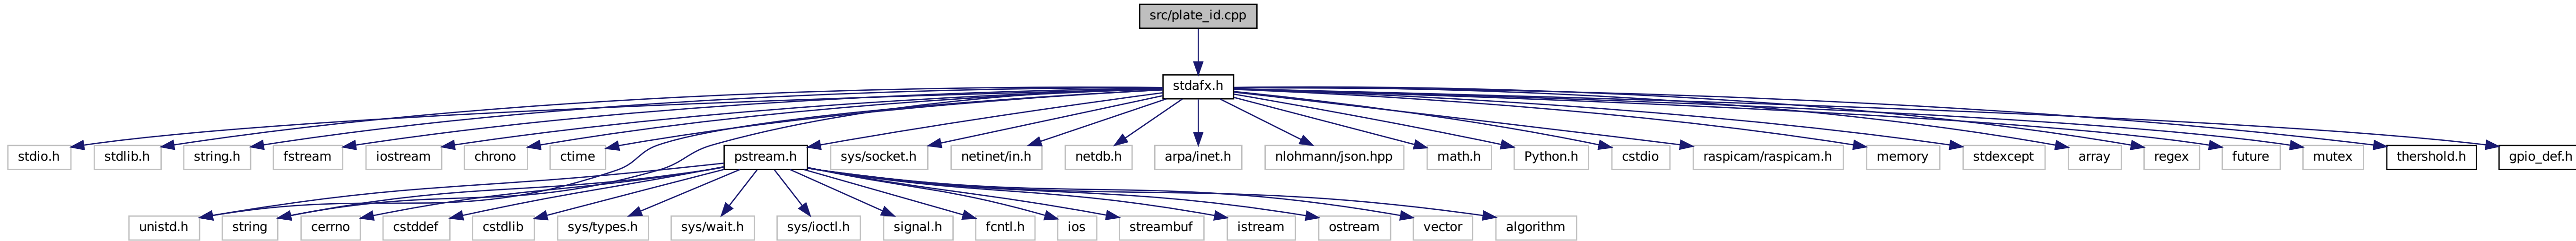 src/plate_id.cpp
stdafx.h
stdio.h
stdlib.h
string.h
fstream
iostream
chrono
ctime
pstream.h
sys/socket.h
netinet/in.h
netdb.h
arpa/inet.h
nlohmann/json.hpp
math.h
Python.h
cstdio
raspicam/raspicam.h
memory
stdexcept
array
regex
future
mutex
thershold.h
gpio_def.h
unistd.h
string
cerrno
cstddef
cstdlib
sys/types.h
sys/wait.h
sys/ioctl.h
signal.h
fcntl.h
ios
streambuf
istream
ostream
vector
algorithm